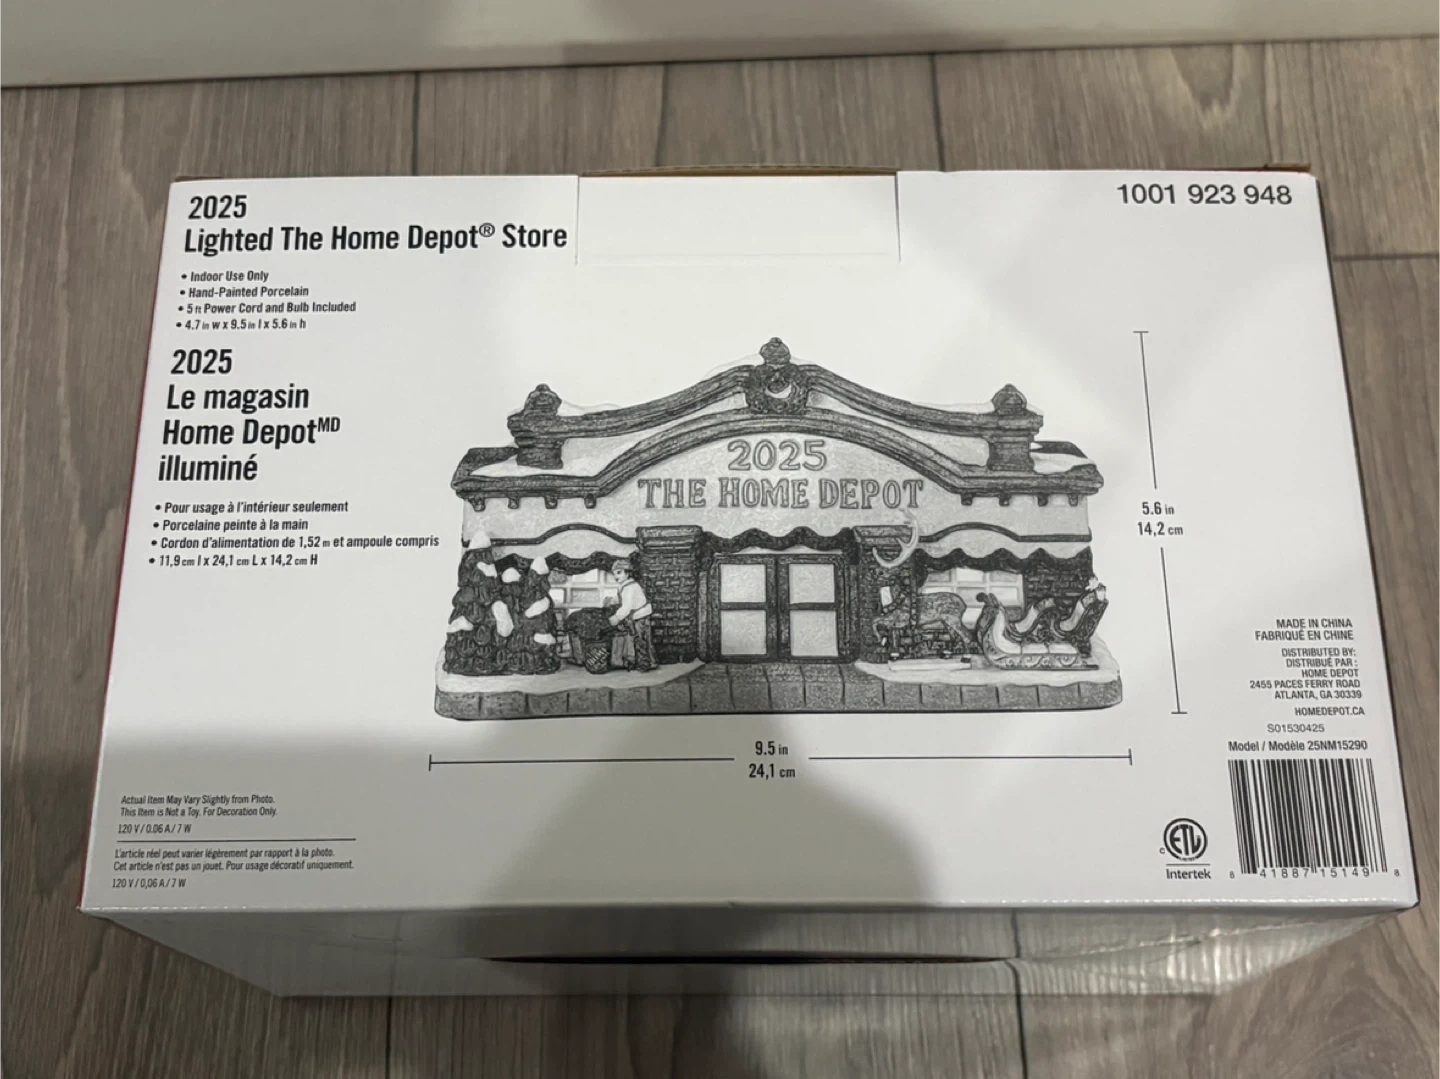 2025
Lighted The Home Depot® Store
• Indoor Use Only
• Hand-Painted Porcelain
• 5 ft Power Cord and Bulb Included
• 4.7 in w x 9.5 in l x 5.6 in h
2025
Le magasin
Home DepotMD
illuminé
• Pour usage à l'intérieur seulement
• Porcelaine peinte à la main
• Cordon d'alimentation de 1,52 m et ampoule compris
• 11,9 cm l x 24,1 cm L x 14,2 cm H
1001 923 948
2025
THE HOME DEPOT
5.6 in
14,2 cm
9.5 in
24,1 cm
Actual Item May Vary Slightly from Photo.
This Item is Not a Toy. For Decoration Only.
120 V / 0.06 A / 7 W
L'article réel peut varier légèrement par rapport à la photo.
Cet article n'est pas un jouet. Pour usage décoratif uniquement.
120 V / 0,06 A / 7 W
MADE IN CHINA
FABRIQUÉ EN CHINE
DISTRIBUTED BY:
DISTRIBUÉ PAR :
HOME DEPOT
2455 PACES FERRY ROAD
ATLANTA, GA 30339
HOMEDEPOT.CA
S01530425
Model / Modèle 25NM15290
C ETL
Intertek
8 41887 15149 8